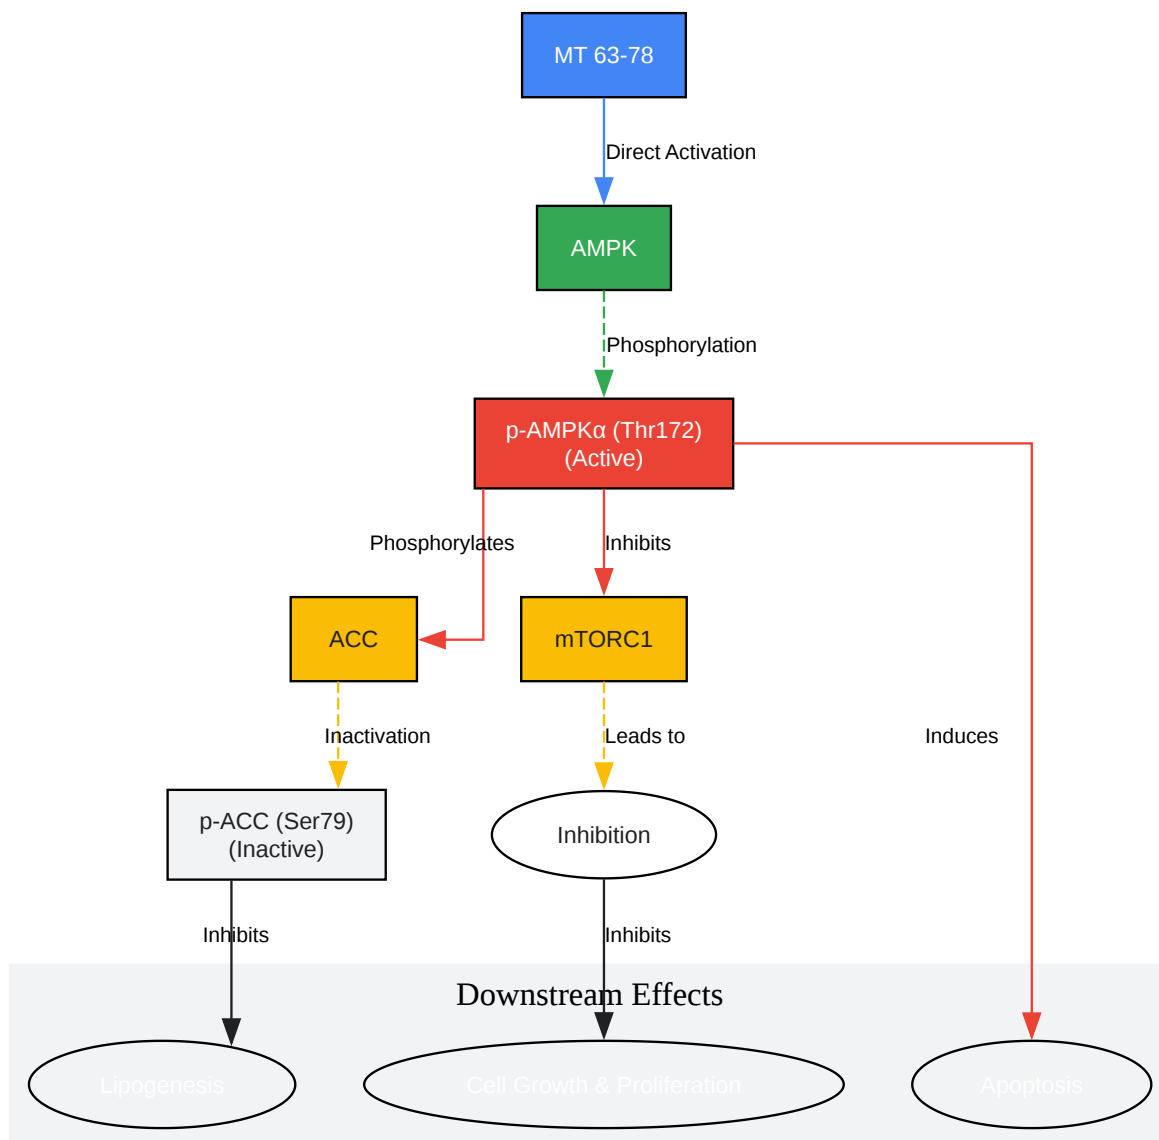 MT 63-78
Direct Activation
AMPK
Phosphorylation
p-AMPKα (Thr172)
(Active)
Phosphorylates
Inhibits
ACC
mTORC1
Inactivation
Leads to
Induces
p-ACC (Ser79)
(Inactive)
Inhibition
Inhibits
Inhibits
Downstream Effects
Lipogenesis
Cell Growth & Proliferation
Apoptosis